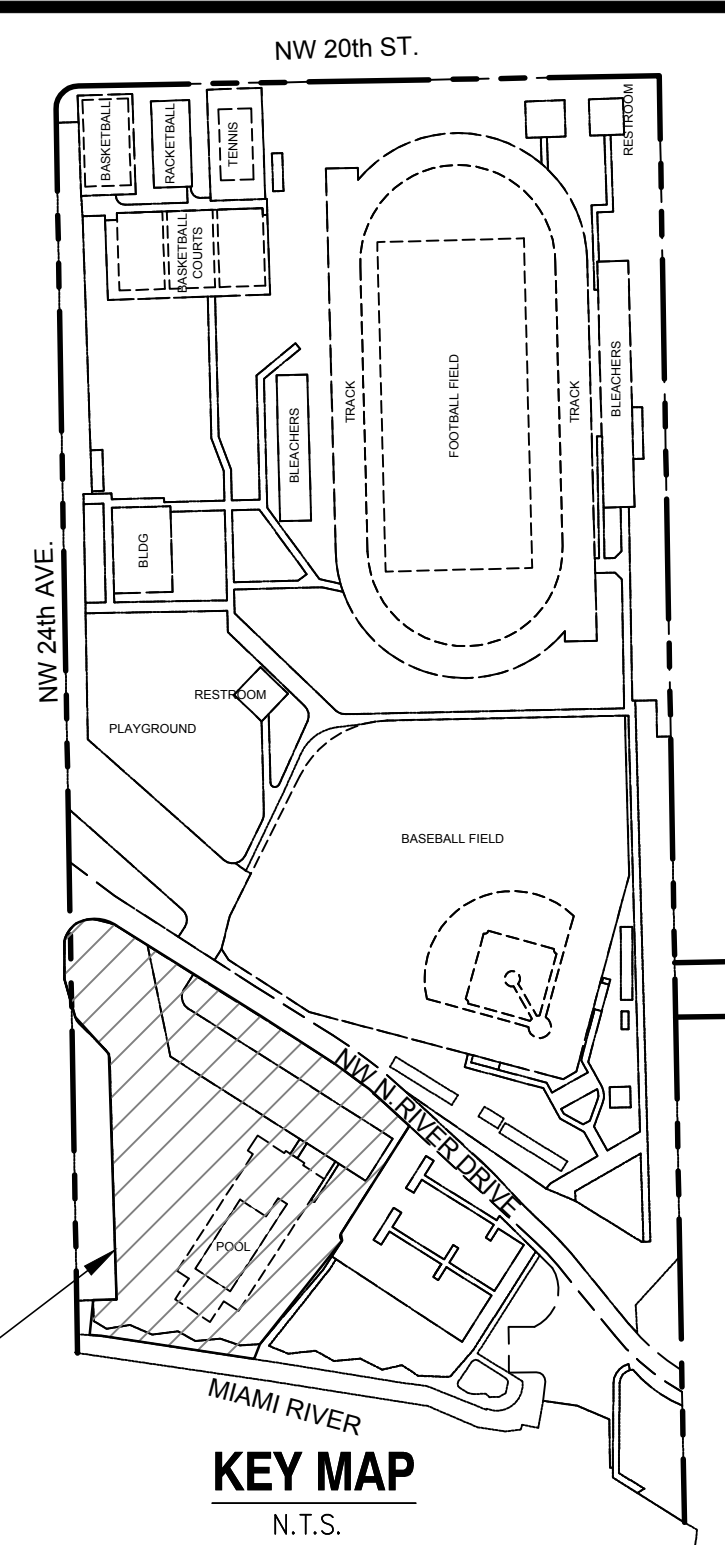 NW 20th ST.
BASKETBALL
RACKETBALL
TENNIS
RESTROOM
BASKETBALL
COURTS
BLEACHERS
TRACK
FOOTBALL FIELD
TRACK
BLEACHERS
BLDG
NW 24th AVE.
RESTROOM
PLAYGROUND
BASEBALL FIELD
NW N. RIVER DRIVE
POOL
MIAMI RIVER
KEY MAP
N.T.S.